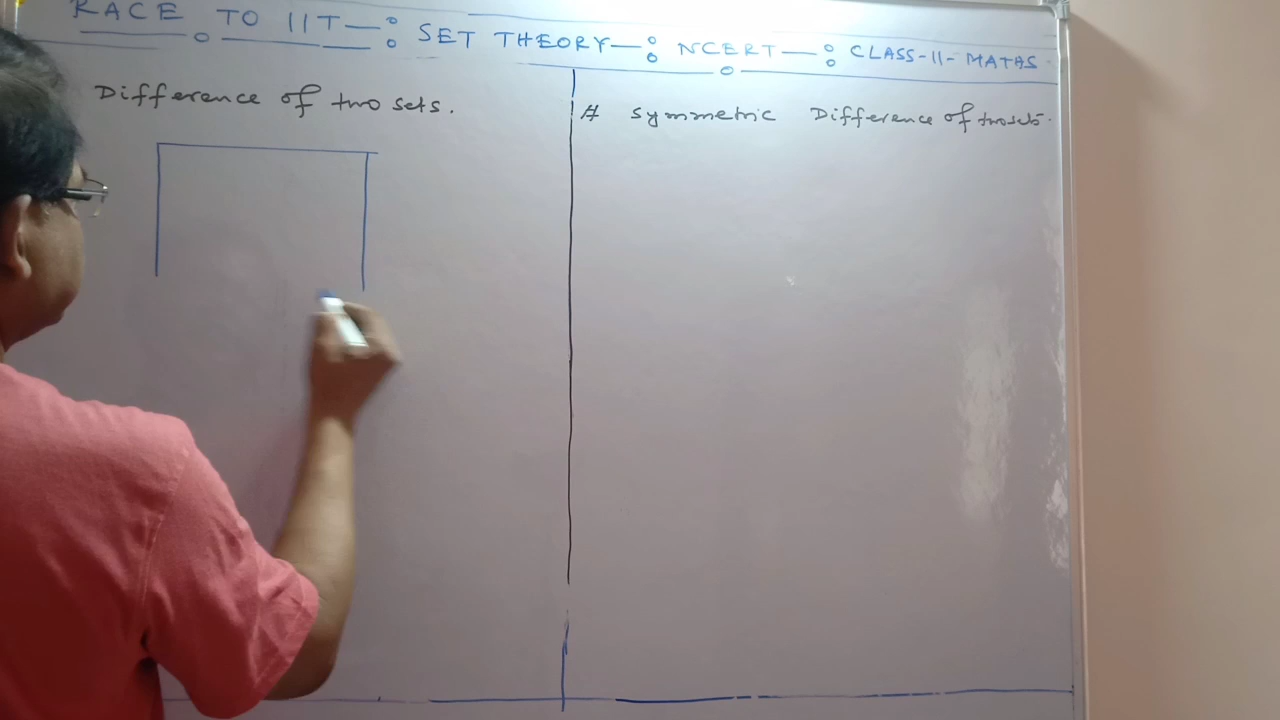 RACE TO IIT—: SET THEORY—: NCERT—: CLASS-11-MATHS
Difference of two sets.
# Symmetric Difference of two sets.